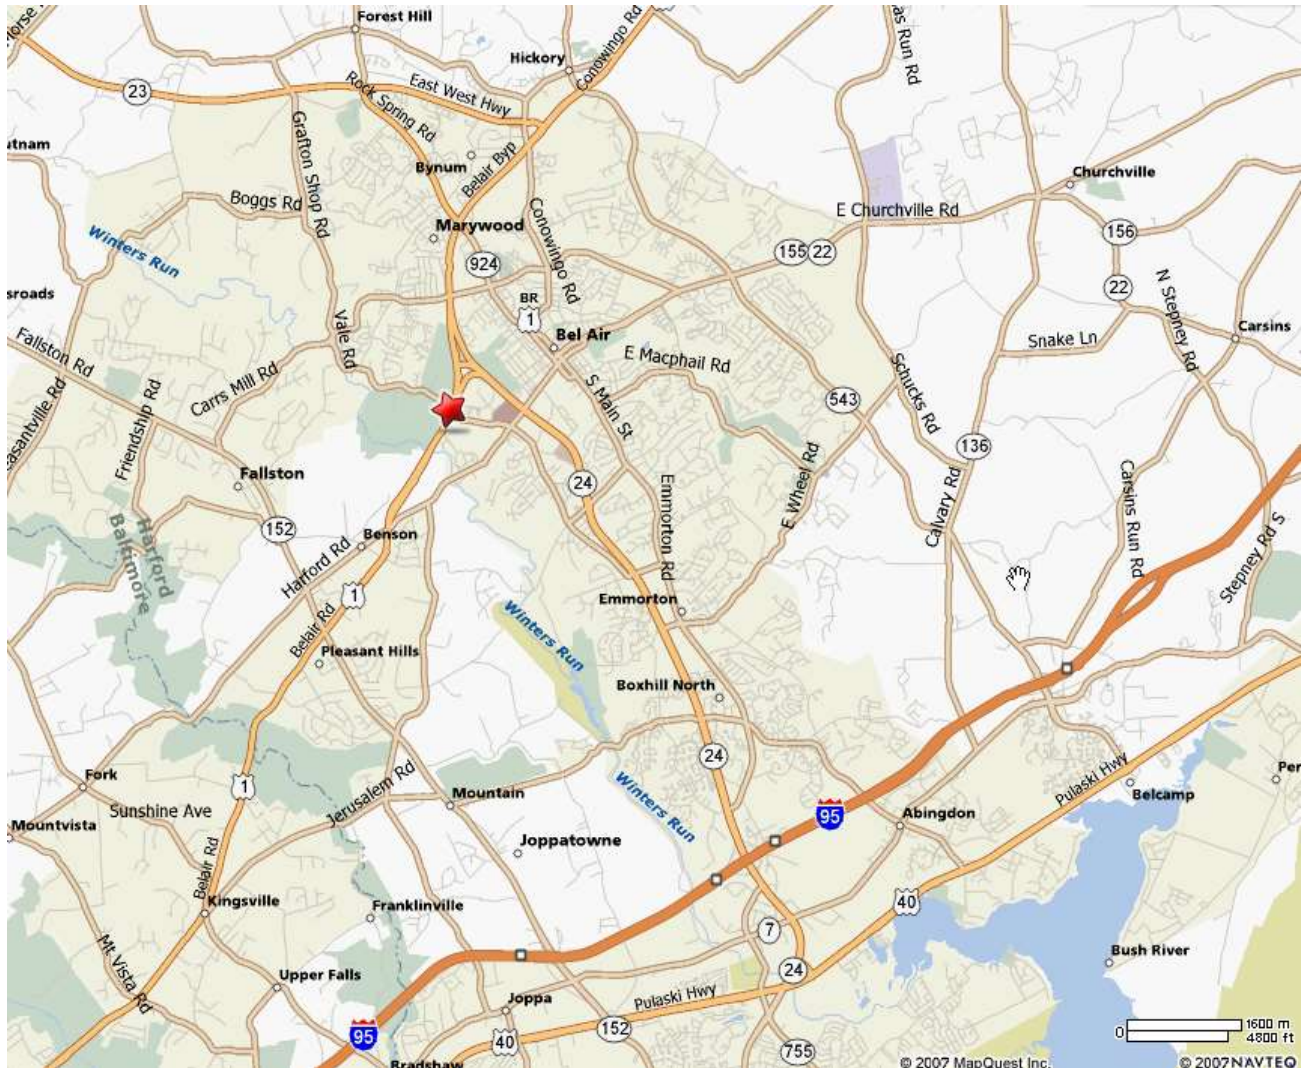 Forest Hill
Conowingo Rd
Hickory
23
East West Hwy
Rock Spring Rd
Grafton Shop Rd
Bynum
Belair Byp
Churchville
Boggs Rd
Conowingo Rd
E Churchville Rd
Marywood
Winters Run
155
22
156
924
22
N Stepney Rd
BR
1
Bel Air
Carsins
Snake Ln
Fallston Rd
Vale Rd
E Macphail Rd
Schucks Rd
Carrs Mill Rd
Friendship Rd
S Main St
543
136
Fallston
24
E Wheel Rd
Emmorton Rd
Calvary Rd
Carsins Run Rd
152
Benson
Harford
Baltimore
Harford Rd
Stepney Rd S
1
Belair Rd
Emmorton
Winters Run
Pleasant Hills
Boxhill North
24
Fork
1
Jerusalem Rd
Mountain
Pulaski Hwy
Belcamp
Sunshine Ave
Winters Run
95
Abingdon
Mountvista
Joppatowne
Belair Rd
Kingsville
Franklinville
40
7
Mt Vista Rd
Bush River
Upper Falls
24
Joppa
Pulaski Hwy
95
40
152
755
Bradshaw
0
1600 m
4800 ft
© 2007 MapQuest Inc.
© 2007 NAVTEQ